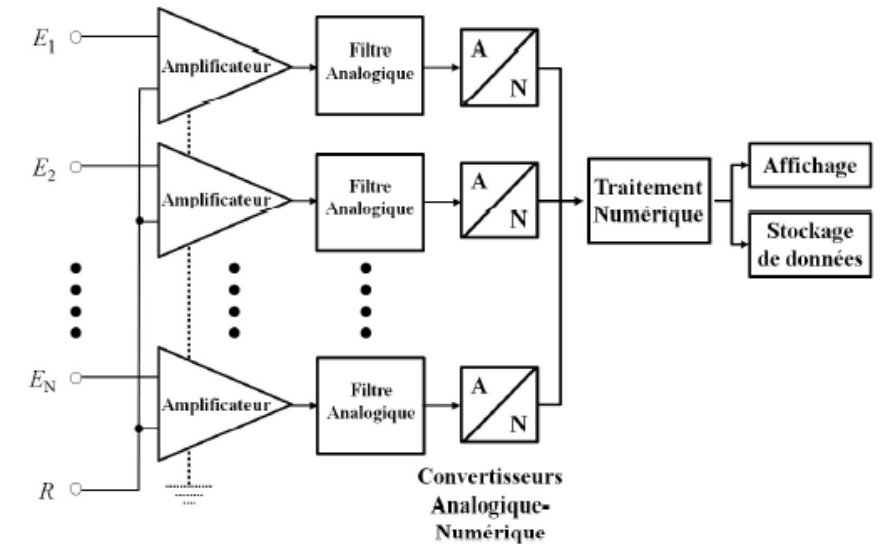 E1
Amplificateur
Filtre
Analogique
A
N
E2
Amplificateur
Filtre
Analogique
A
N
Traitement
Numérique
Affichage
Stockage
de données
EN
Amplificateur
Filtre
Analogique
A
N
R
Convertisseurs
Analogique-
Numérique